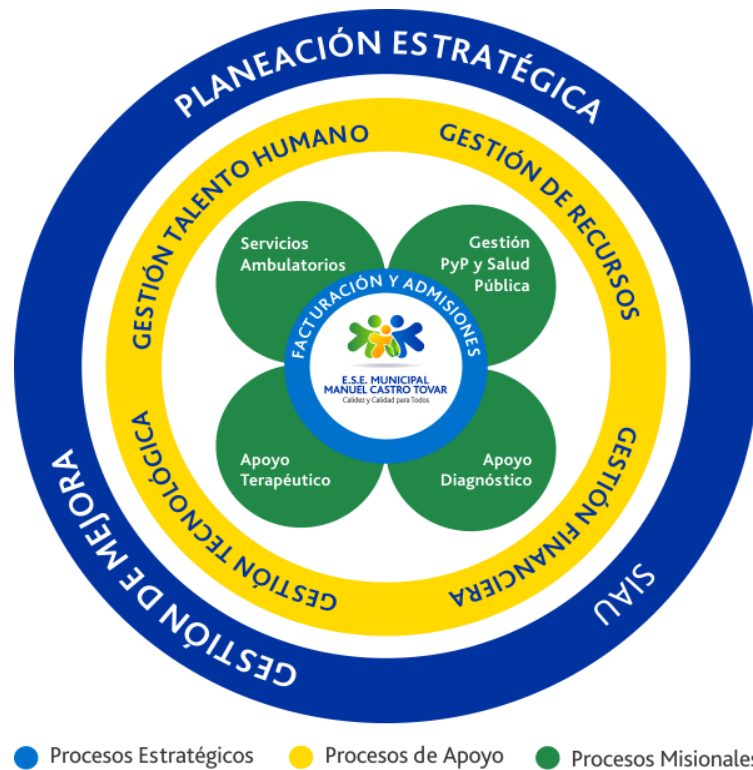 PLANEACIÓN ESTRATÉGICA
GESTIÓN TALENTO HUMANO
GESTIÓN DE RECURSOS
Servicios
Ambulatorios
Gestión
PyP y Salud
Pública
FACTURACIÓN Y ADMISIONES
E.S.E. MUNICIPAL
MANUEL CASTRO TOVAR
Calidez y Calidad para Todos
Apoyo
Terapéutico
Apoyo
Diagnóstico
GESTIÓN TECNOLÓGICA
GESTIÓN FINANCIERA
GESTIÓN DE MEJORA
SIAU
Procesos Estratégicos
Procesos de Apoyo
Procesos Misionales